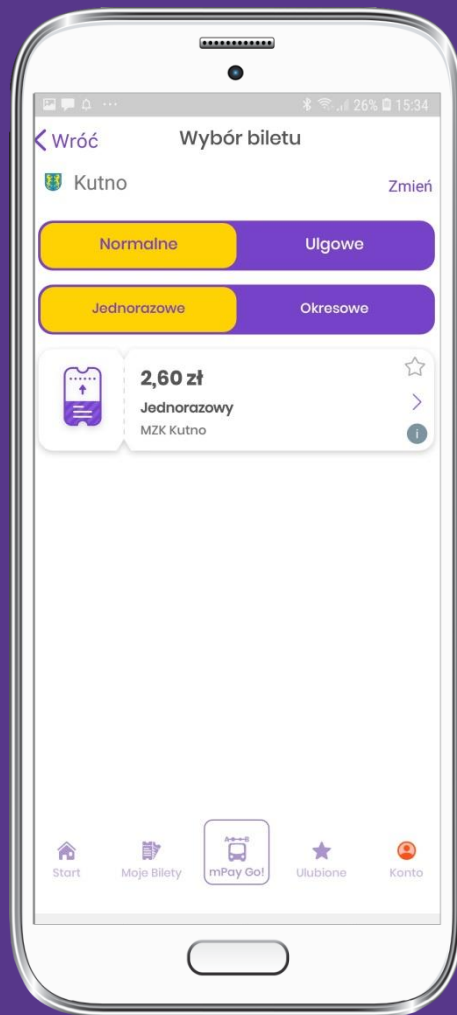 26% 15:34
Wróć Wybór biletu
Kutno Zmień
Normalne Ulgowe
Jednorazowe Okresowe
2,60 zł
Jednorazowy
MZK Kutno
i
A B
Start Moje Bilety mPay Go! Ulubione Konto